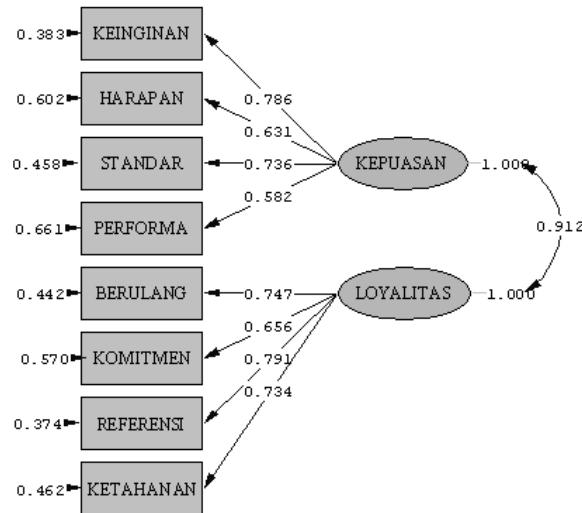 0.383 KEINGINAN
0.602 HARAPAN
0.458 STANDAR
0.661 PERFORMA
0.442 BERULANG
0.570 KOMITMEN
0.374 REFERENSI
0.462 KETAHANAN
0.786
0.631
0.736
0.582
0.747
0.656
0.791
0.734
KEPUASAN 1.000
LOYALITAS 1.000
0.912